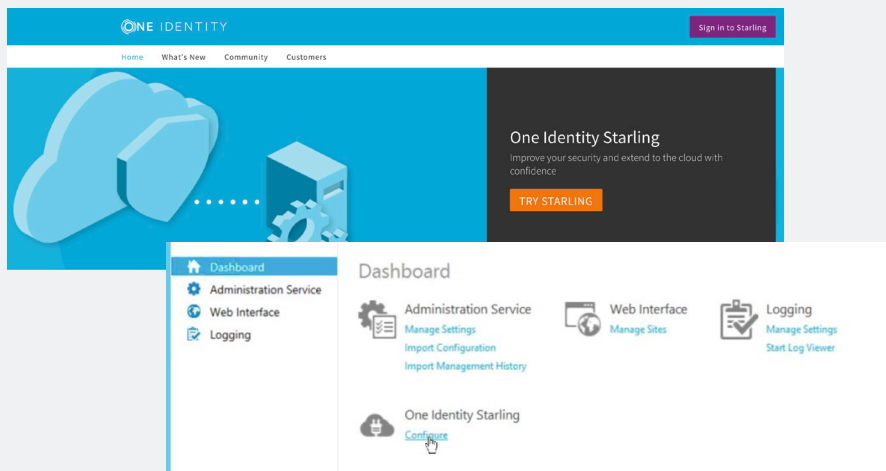 ONE IDENTITY
Sign in to Starling
Home What's New Community Customers
One Identity Starling
Improve your security and extend to the cloud with
confidence
TRY STARLING
Dashboard
Administration Service
Web Interface
Logging
Dashboard
Administration Service
Manage Settings
Import Configuration
Import Management History
Web Interface
Manage Sites
Logging
Manage Settings
Start Log Viewer
One Identity Starling
Configure